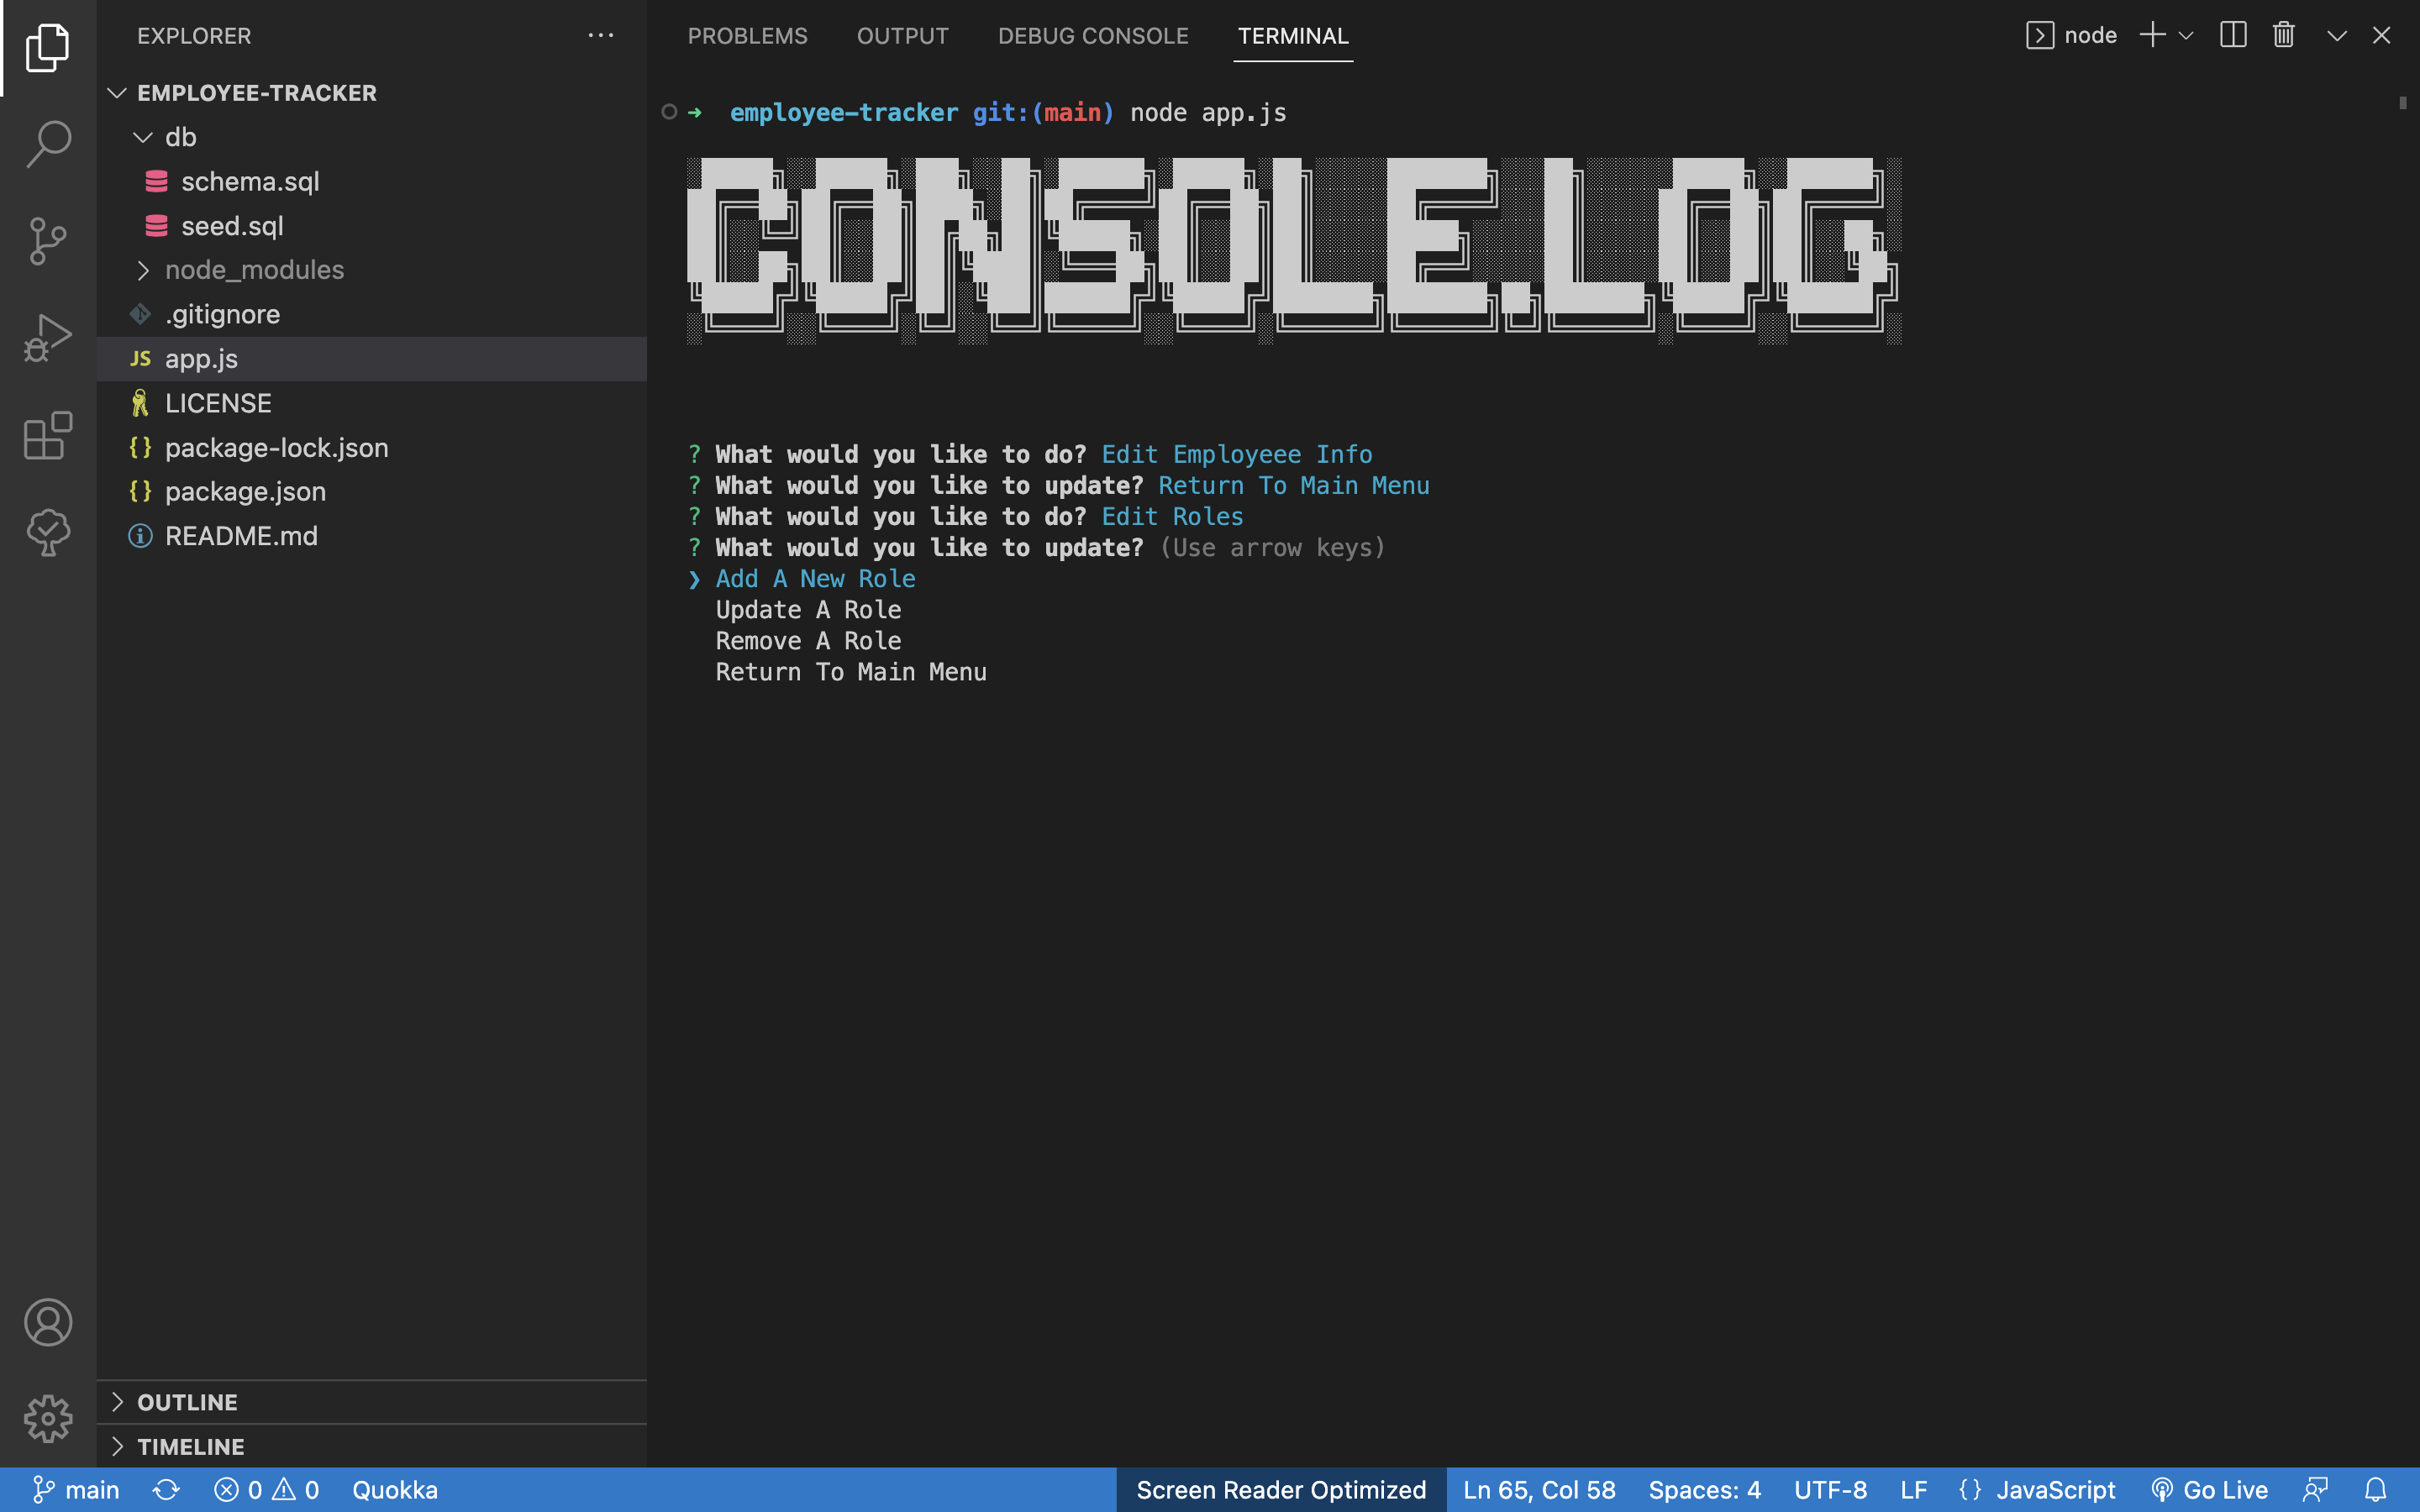 EXPLORER
EMPLOYEE-TRACKER
db
schema.sql
seed.sql
node_modules
.gitignore
JS app.js
LICENSE
{} package-lock.json
{} package.json
README.md
OUTLINE
TIMELINE
PROBLEMS OUTPUT DEBUG CONSOLE TERMINAL
node
➜ employee-tracker git:(main) node app.js
CONSOLE.LOG
? What would you like to do? Edit Employeee Info
? What would you like to update? Return To Main Menu
? What would you like to do? Edit Roles
? What would you like to update? (Use arrow keys)
❯ Add A New Role
Update A Role
Remove A Role
Return To Main Menu
main 0 0 Quokka Screen Reader Optimized Ln 65, Col 58 Spaces: 4 UTF-8 LF {} JavaScript Go Live